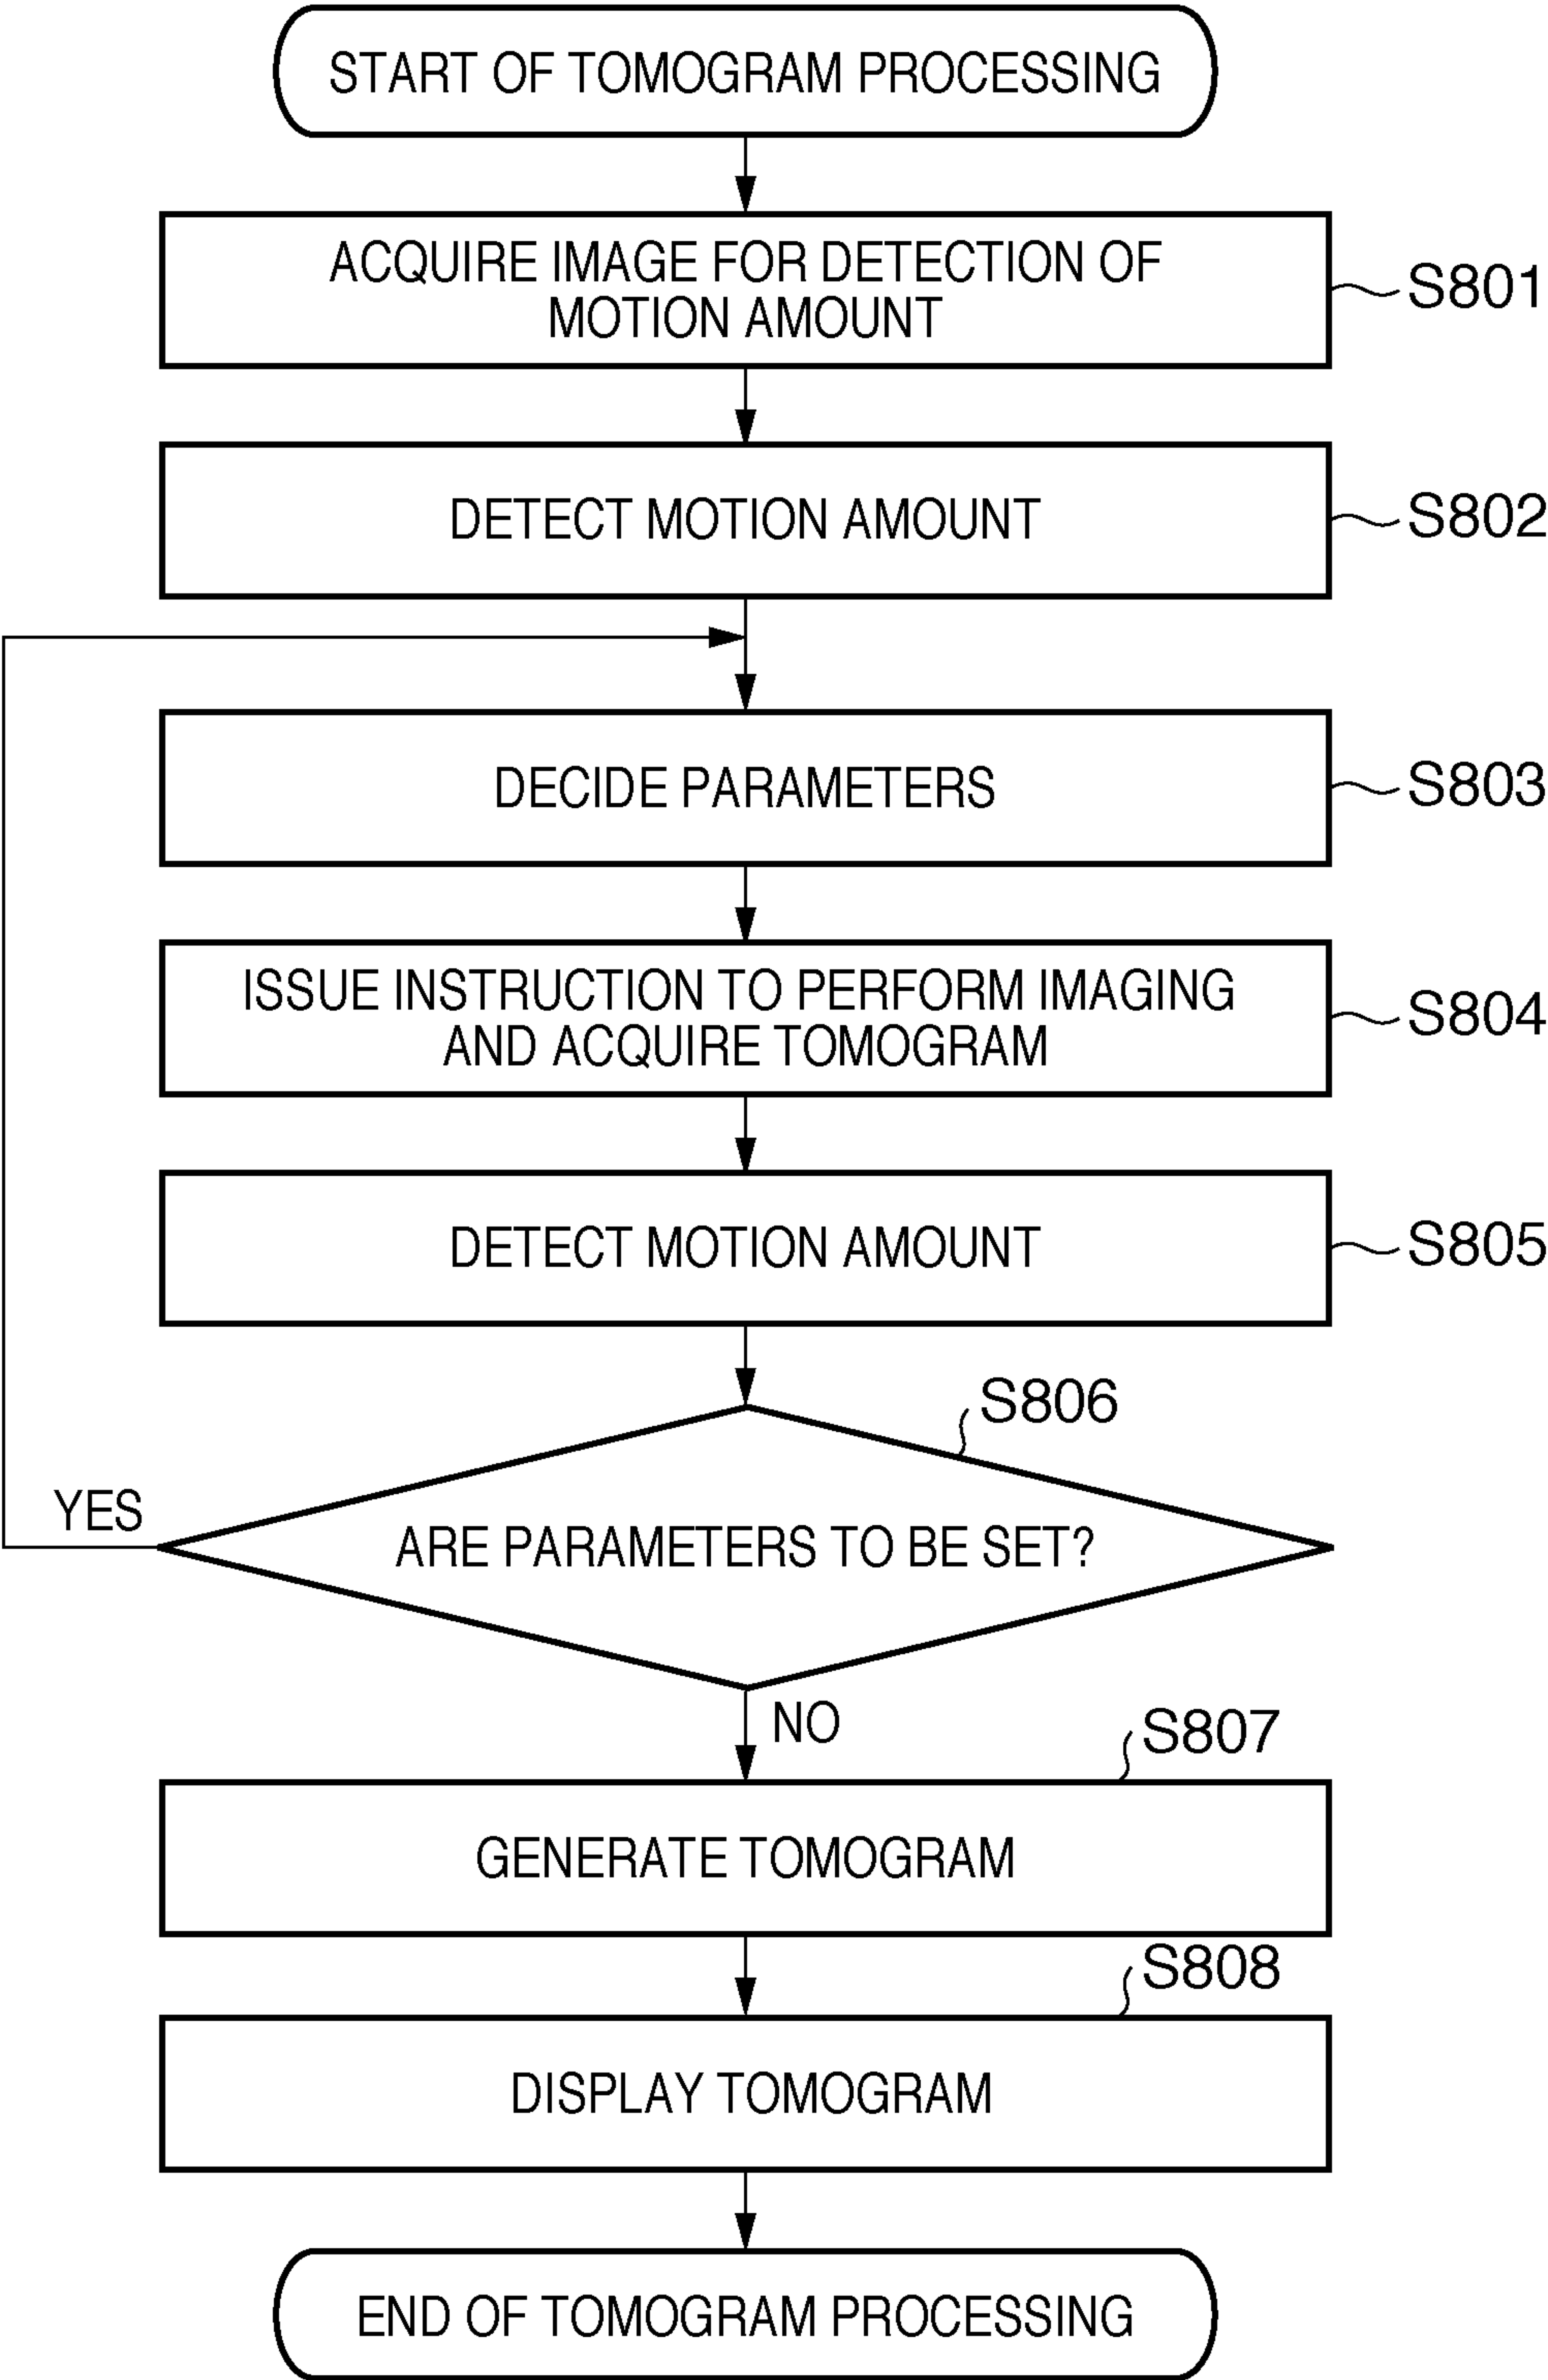 START OF TOMOGRAM PROCESSING
ACQUIRE IMAGE FOR DETECTION OF
MOTION AMOUNT
S801
DETECT MOTION AMOUNT
S802
DECIDE PARAMETERS
S803
ISSUE INSTRUCTION TO PERFORM IMAGING
AND ACQUIRE TOMOGRAM
S804
DETECT MOTION AMOUNT
S805
S806
YES
ARE PARAMETERS TO BE SET?
NO
S807
GENERATE TOMOGRAM
S808
DISPLAY TOMOGRAM
END OF TOMOGRAM PROCESSING